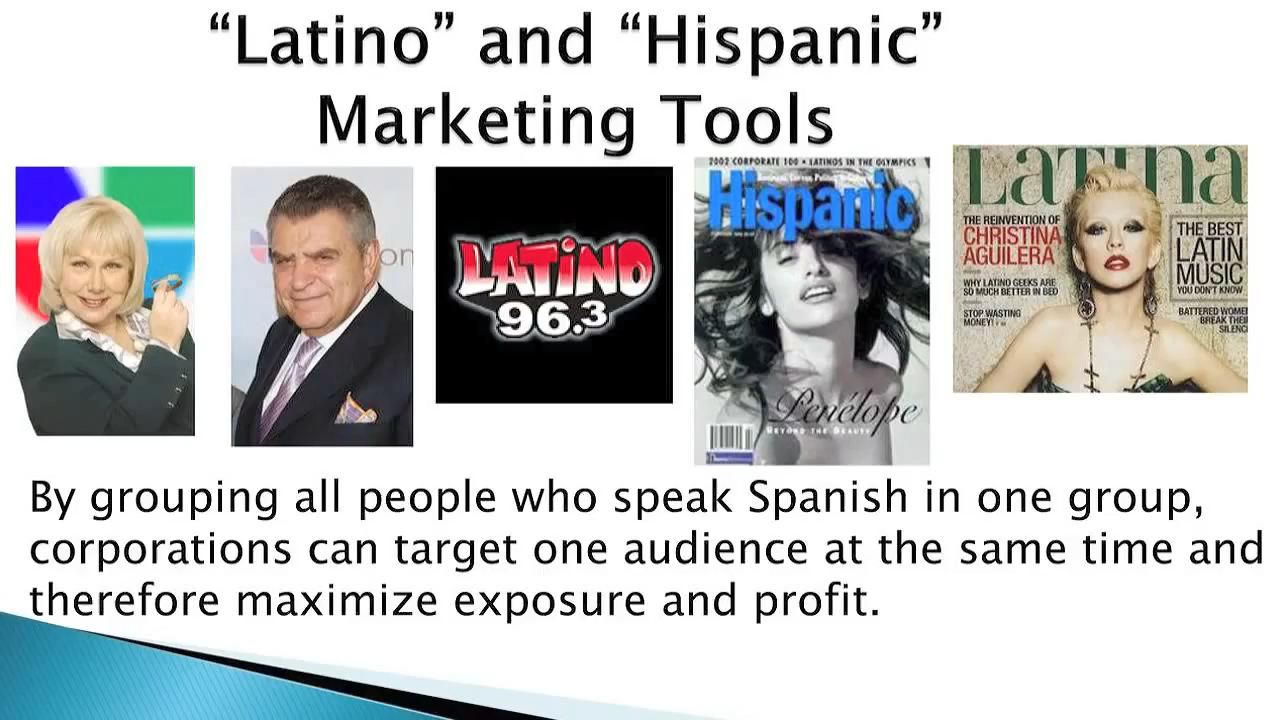 “Latino” and “Hispanic”
Marketing Tools
on
LATiNO
96.3
2002 CORPORATE 100 • LATINOS IN THE OLYMPICS
Hispanic
Penélope
BEYOND THE BEAUTY
LaTina
THE REINVENTION OF
CHRISTINA
AGUILERA
WHY LATINO GEEKS ARE
SO MUCH BETTER IN BED
STOP WASTING
MONEY!
THE BEST
LATIN
MUSIC
YOU DON'T KNOW
BATTERED WOMEN
BREAK THEIR
SILENC
By grouping all people who speak Spanish in one group,
corporations can target one audience at the same time and
therefore maximize exposure and profit.